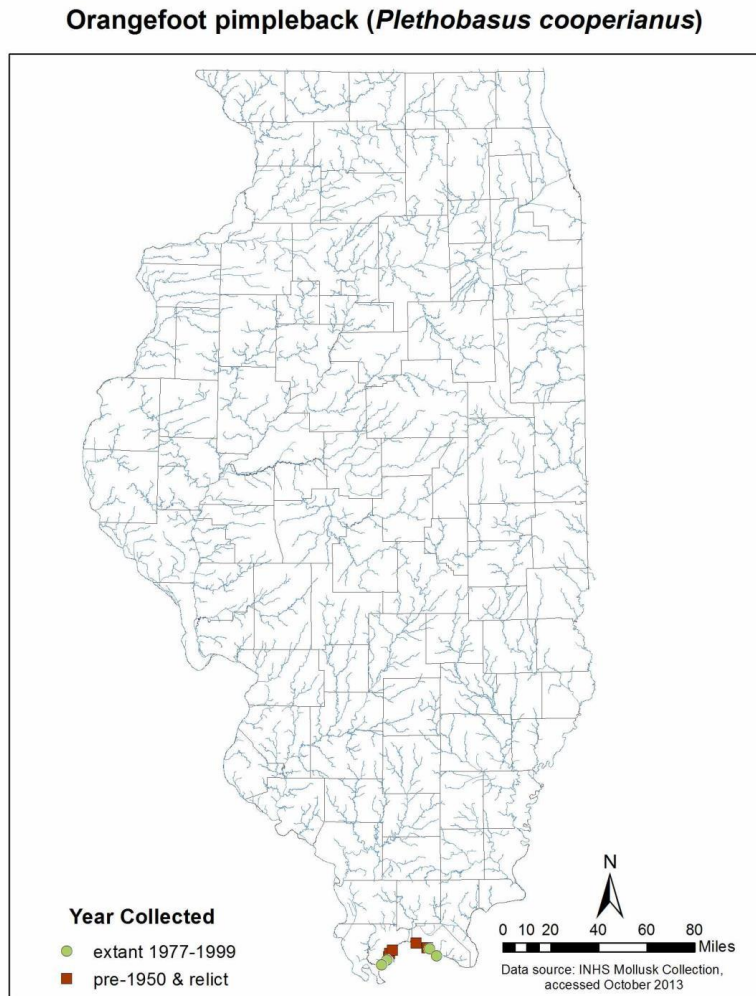 Orangefoot pimpleback (Plethobasus cooperianus)
N
Year Collected
extant 1977-1999
pre-1950 & relict
0 10 20 40 60 80
Miles
Data source: INHS Mollusk Collection,
accessed October 2013